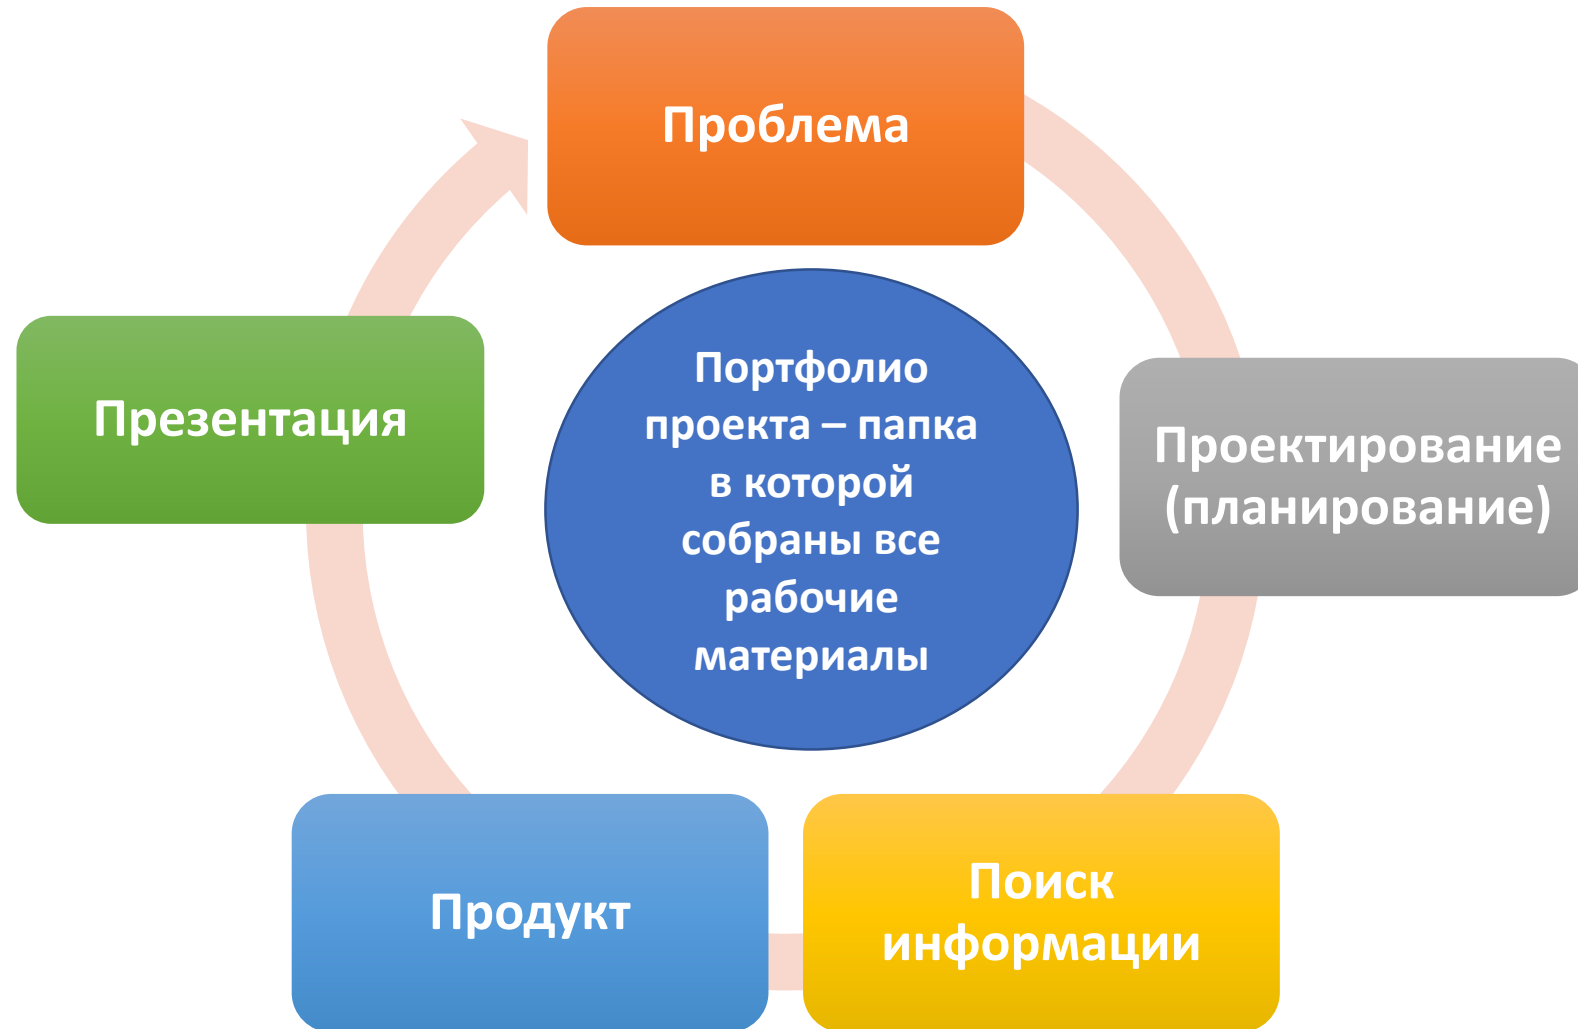 Проблема
Проектирование
(планирование)
Поиск
информации
Продукт
Презентация
Портфолио
проекта – папка
в которой
собраны все
рабочие
материалы